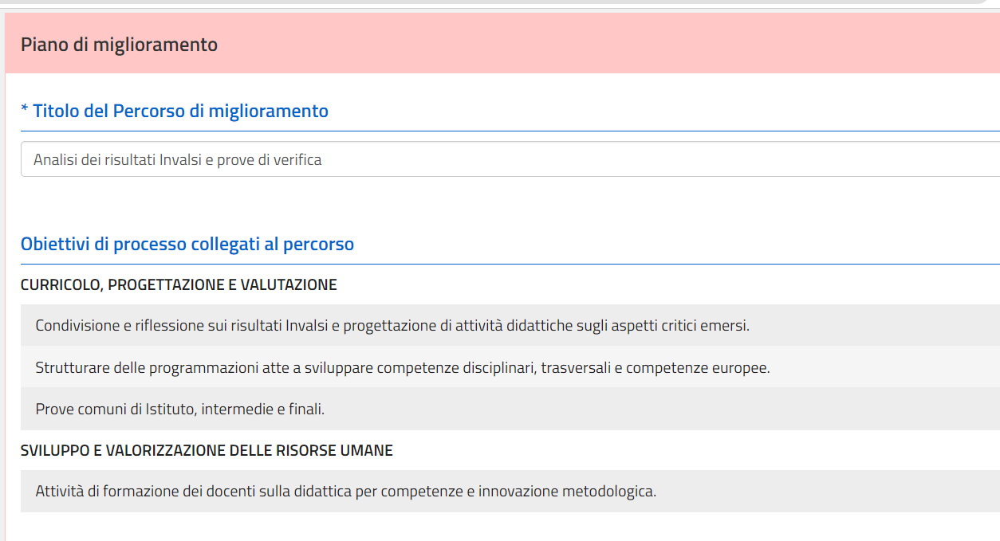 Piano di miglioramento
* Titolo del Percorso di miglioramento
Analisi dei risultati Invalsi e prove di verifica
Obiettivi di processo collegati al percorso
CURRICOLO, PROGETTAZIONE E VALUTAZIONE
Condivisione e riflessione sui risultati Invalsi e progettazione di attività didattiche sugli aspetti critici emersi.
Strutturare delle programmazioni atte a sviluppare competenze disciplinari, trasversali e competenze europee.
Prove comuni di Istituto, intermedie e finali.
SVILUPPO E VALORIZZAZIONE DELLE RISORSE UMANE
Attività di formazione dei docenti sulla didattica per competenze e innovazione metodologica.